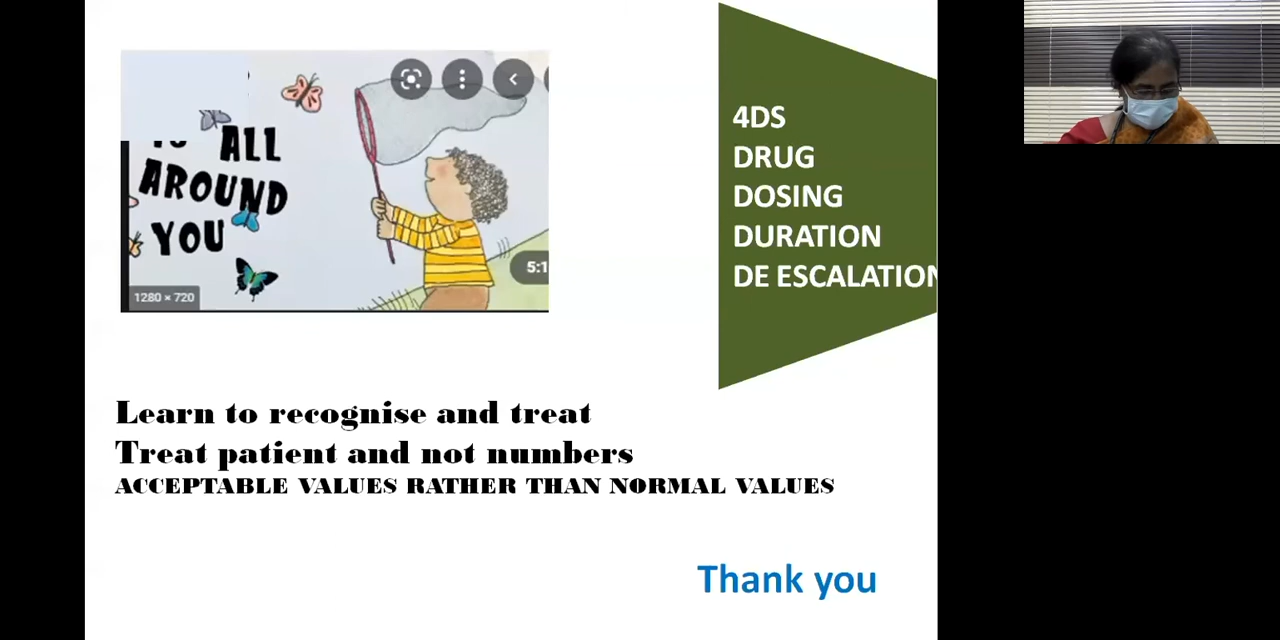 ALL
AROUND
YOU
1280 × 720
5:1
4DS
DRUG
DOSING
DURATION
DE ESCALATION
Learn to recognise and treat
Treat patient and not numbers
ACCEPTABLE VALUES RATHER THAN NORMAL VALUES
Thank you